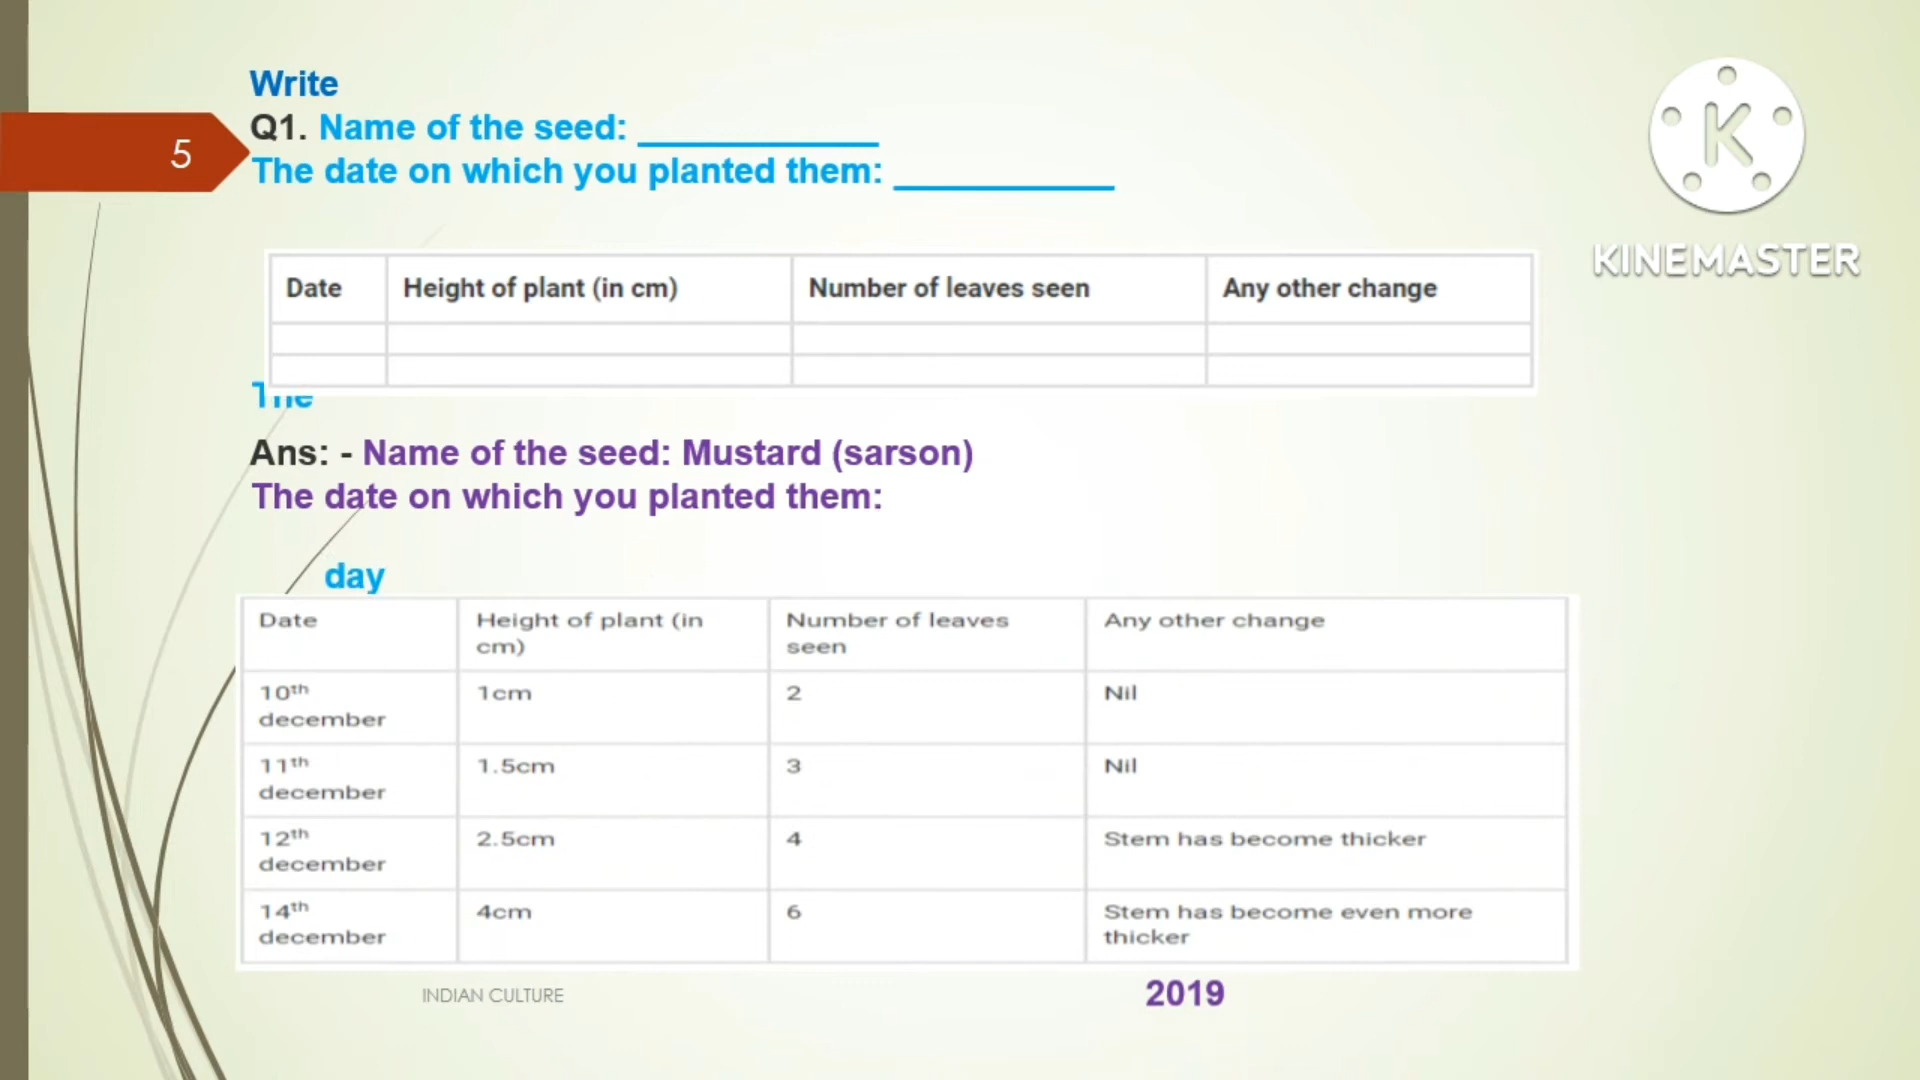 Write
5
Q1. Name of the seed: ____________
The date on which you planted them: ___________
KINEMASTER
Date Height of plant (in cm) Number of leaves seen Any other change
The
Ans: - Name of the seed: Mustard (sarson)
The date on which you planted them:
day
Date Height of plant (in cm) Number of leaves seen Any other change
10th december 1cm 2 Nil
11th december 1.5cm 3 Nil
12th december 2.5cm 4 Stem has become thicker
14th december 4cm 6 Stem has become even more thicker
INDIAN CULTURE 2019